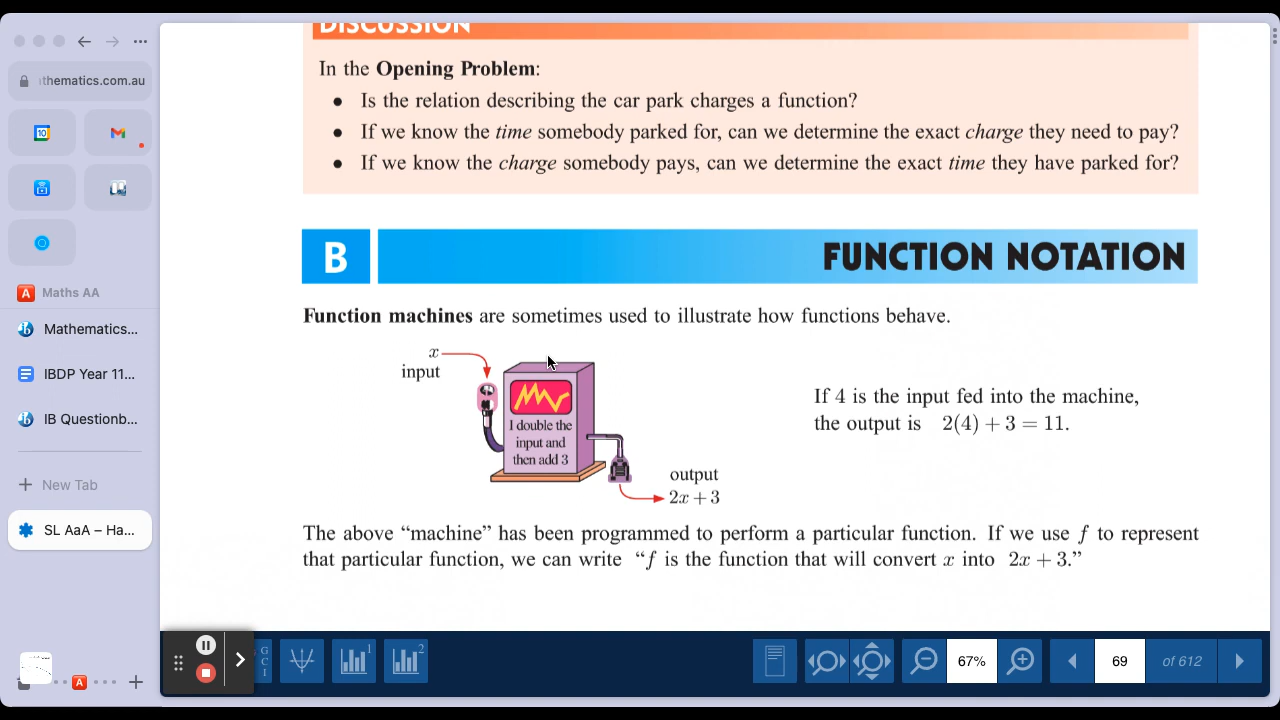 DISCUSSION
thematics.com.au
In the Opening Problem:
• Is the relation describing the car park charges a function?
• If we know the time somebody parked for, can we determine the exact charge they need to pay?
• If we know the charge somebody pays, can we determine the exact time they have parked for?
10
B FUNCTION NOTATION
A Maths AA
Mathematics...
IBDP Year 11...
IB Questionb...
New Tab
SL AaA – Ha...
Function machines are sometimes used to illustrate how functions behave.
x
input
I double the
input and
then add 3
output
2x + 3
If 4 is the input fed into the machine,
the output is 2(4) + 3 = 11.
The above “machine” has been programmed to perform a particular function. If we use f to represent
that particular function, we can write “f is the function that will convert x into 2x + 3.”
A
G
C
I
1
2
67%
69
of 612